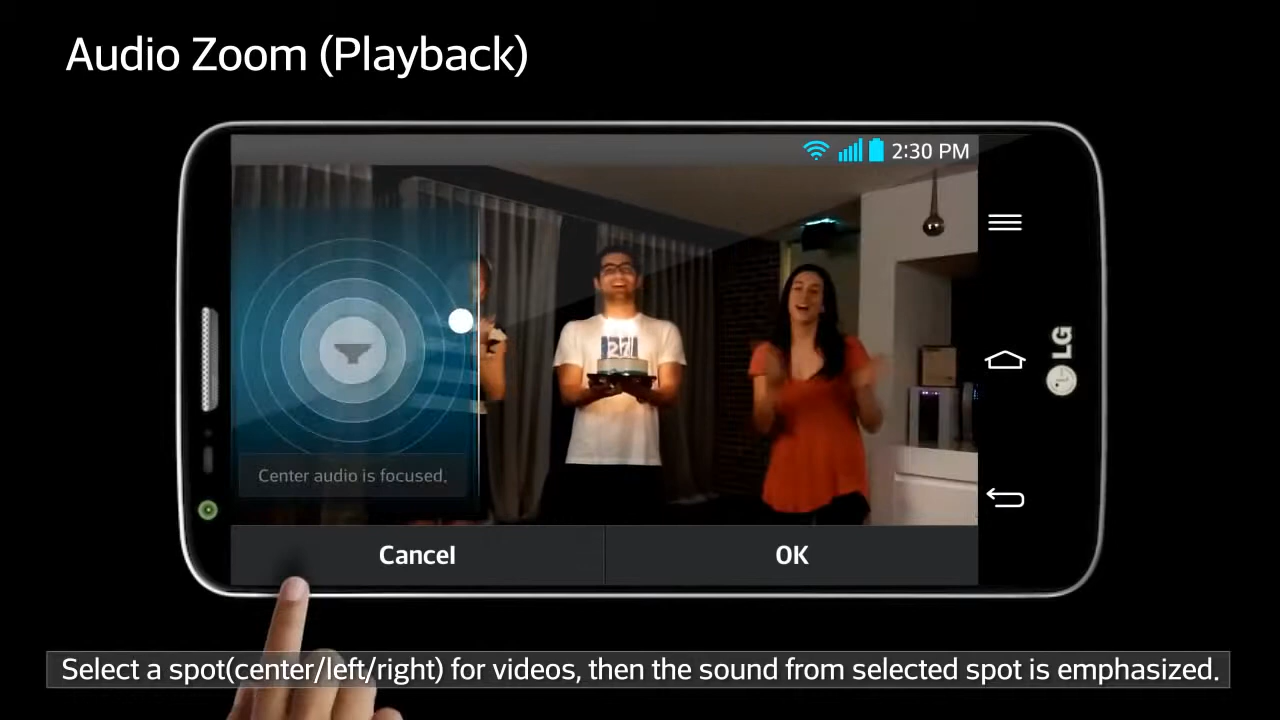 Audio Zoom (Playback)
2:30 PM
27
LG
Center audio is focused.
Cancel
OK
Select a spot(center/left/right) for videos, then the sound from selected spot is emphasized.